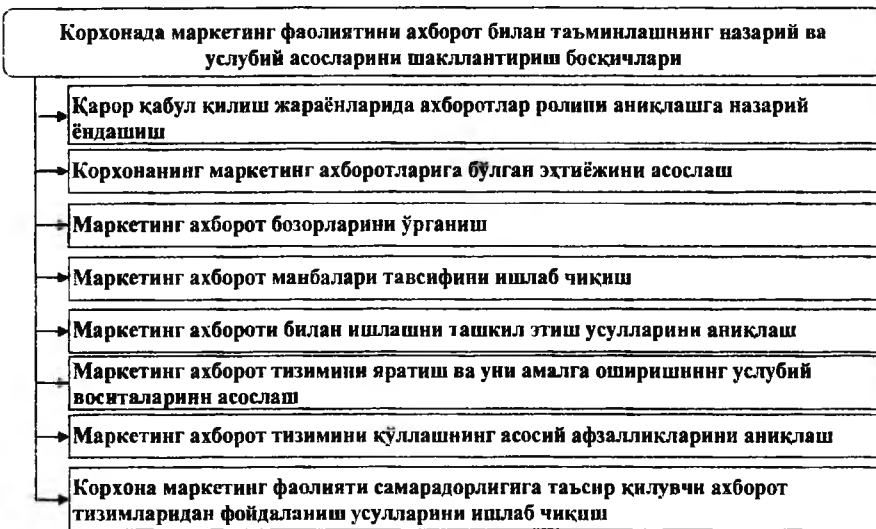 Корхонада маркетинг фаолиятини ахборот билан таъминлашнинг назарий ва
услубий асосларини шакллантириш босқичлари
Қарор қабул қилиш жараёнларида ахборотлар ролини аниқлашга назарий
ёндашиш
Корхонанинг маркетинг ахборотларига бўлган эҳтиёжини асослаш
Маркетинг ахборот бозорларини ўрганиш
Маркетинг ахборот манбалари тавсифини ишлаб чиқиш
Маркетинг ахбороти билан ишлашни ташкил этиш усулларини аниқлаш
Маркетинг ахборот тизимини яратиш ва уни амалга оширишнинг услубий
воситаларини асослаш
Маркетинг ахборот тизимини қўллашнинг асосий афзалликларини аниқлаш
Корхона маркетинг фаолияти самарадорлигига таъсир қилувчи ахборот
тизимларидан фойдаланиш усулларини ишлаб чиқиш